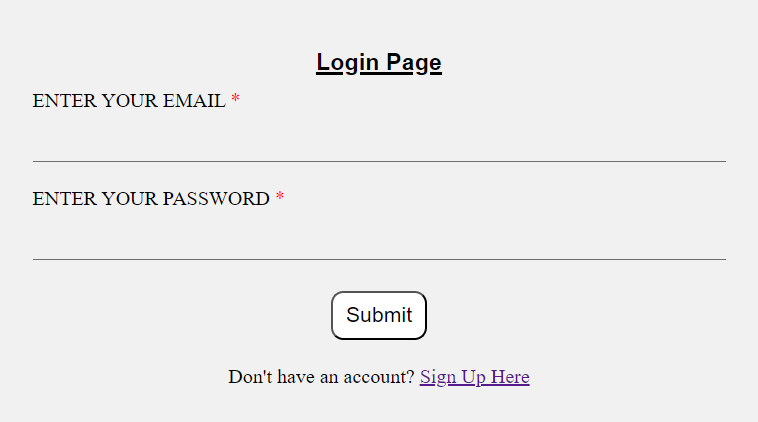 Login Page
ENTER YOUR EMAIL *
ENTER YOUR PASSWORD *
Submit
Don't have an account? Sign Up Here